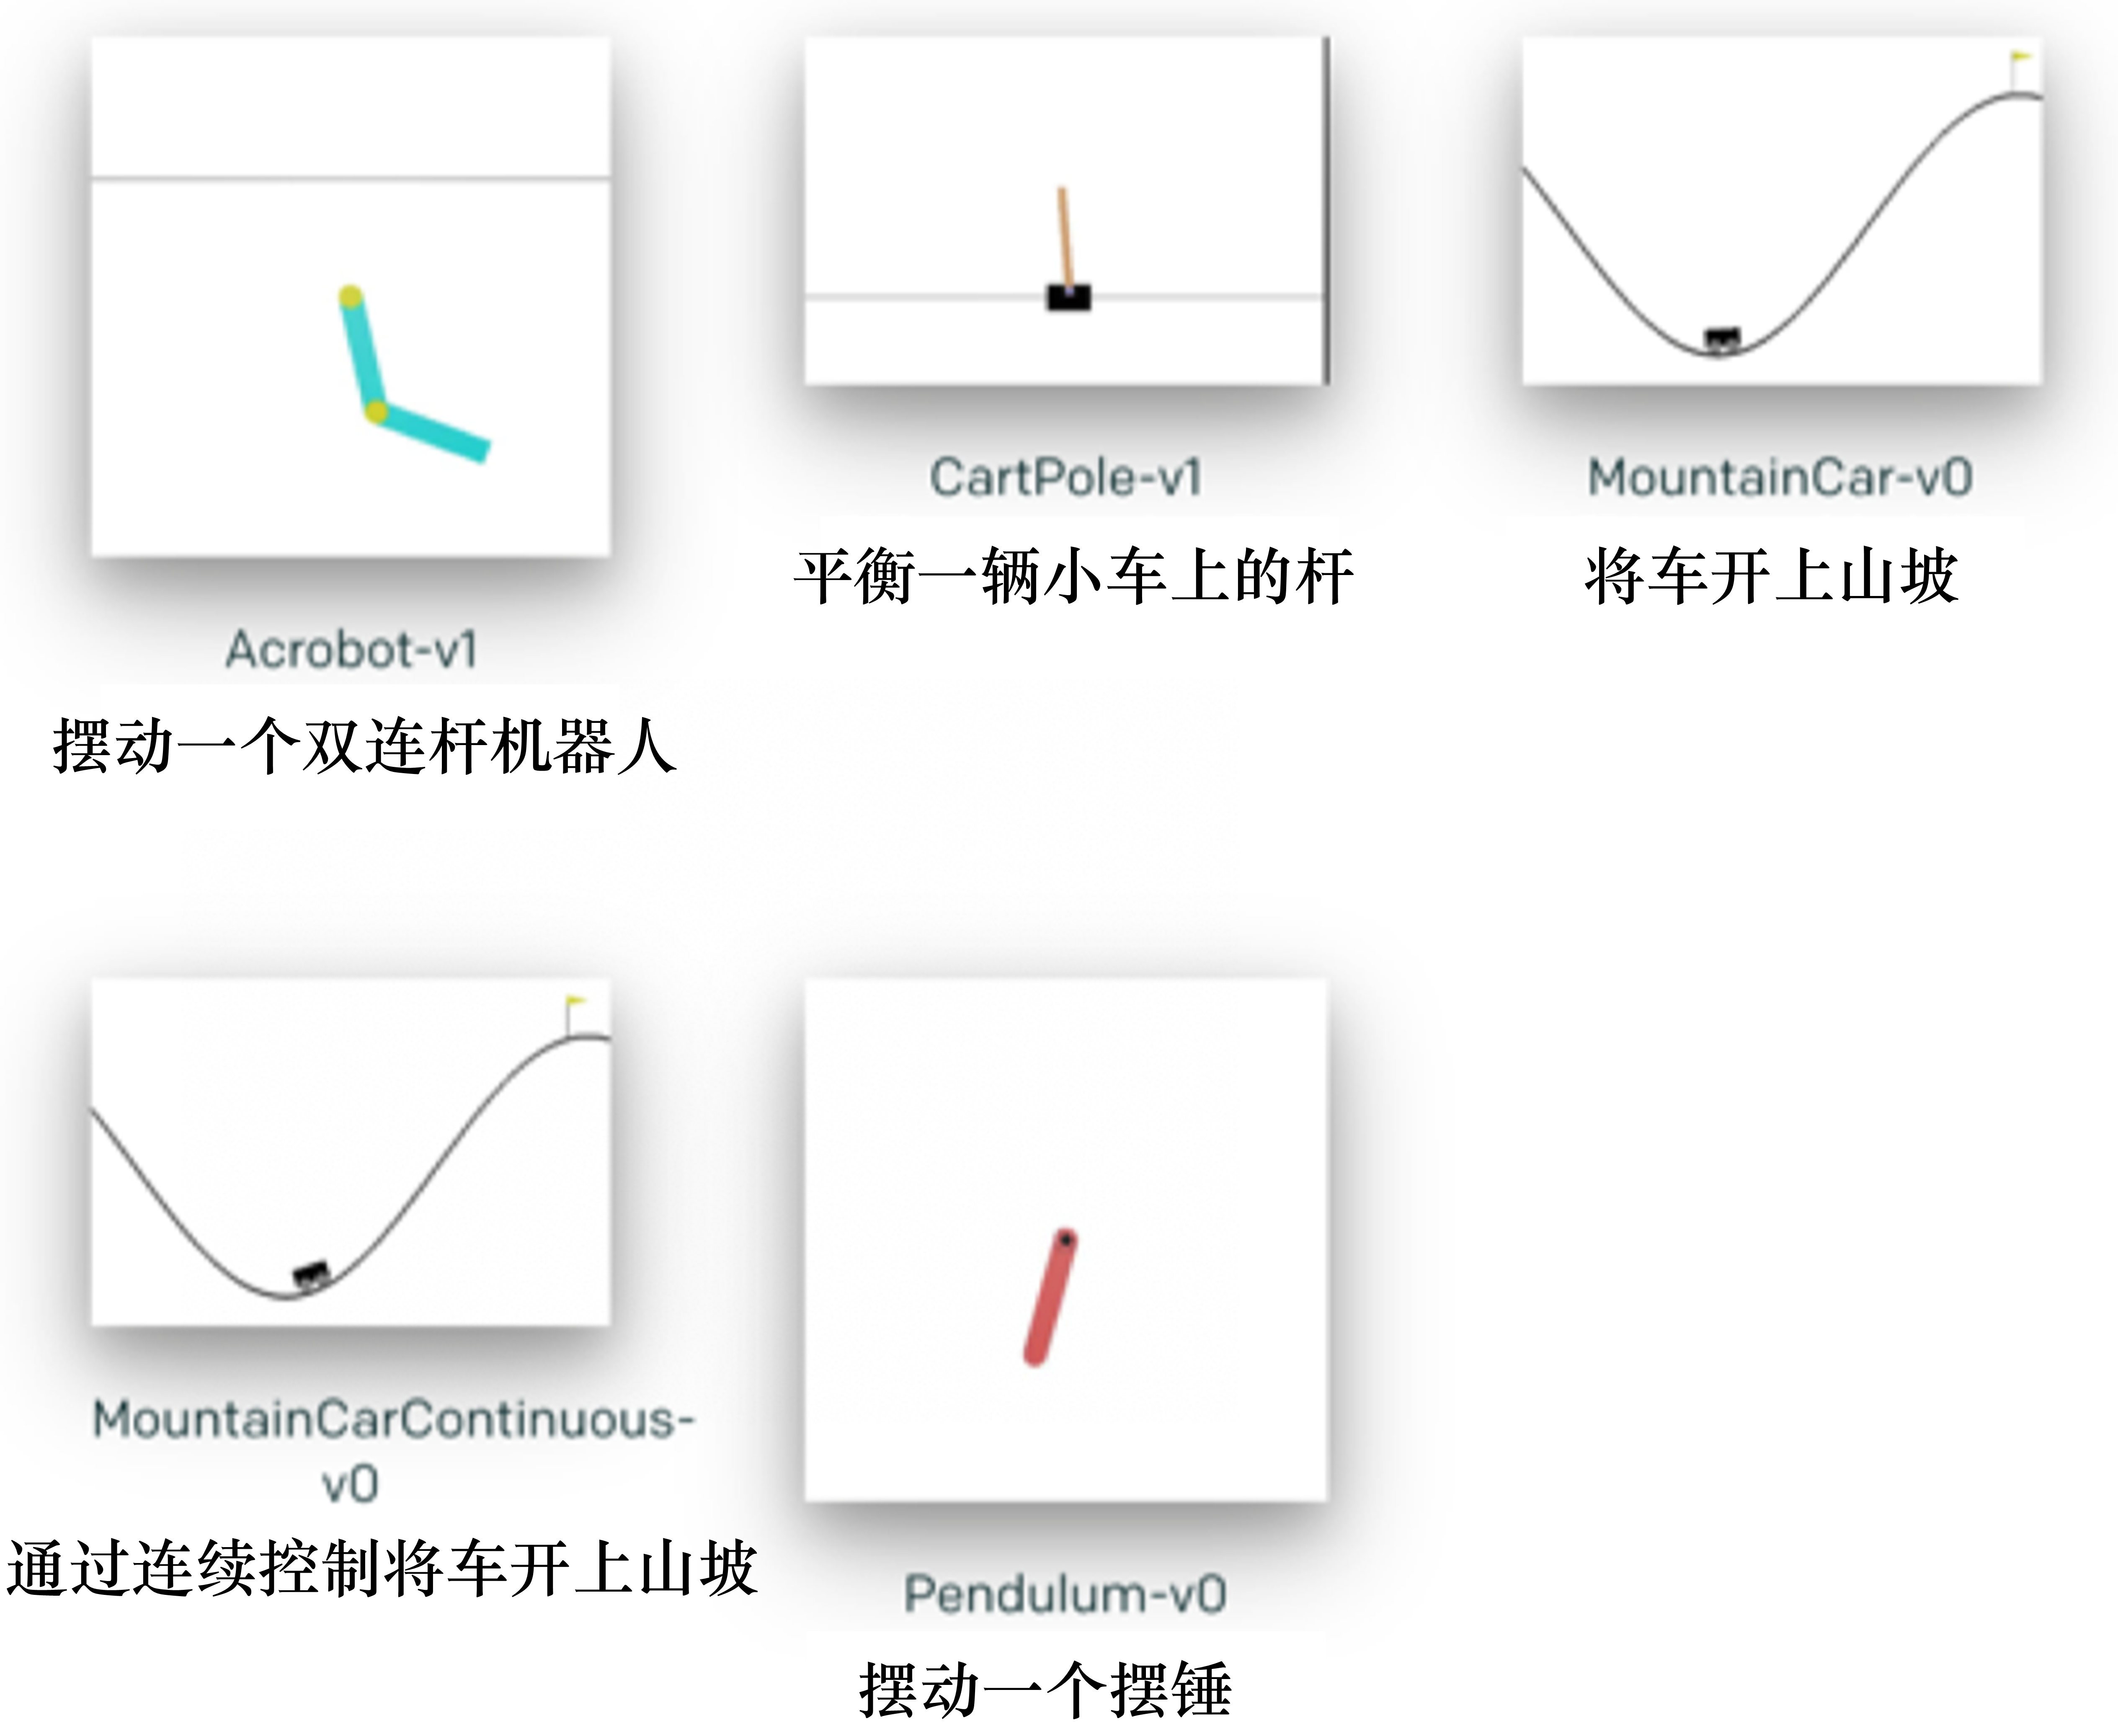 Acrobot-v1
摆动一个双连杆机器人
CartPole-v1
平衡一辆小车上的杆
MountainCar-v0
将车开上山坡
MountainCarContinuous-
v0
通过连续控制将车开上山坡
Pendulum-v0
摆动一个摆锤